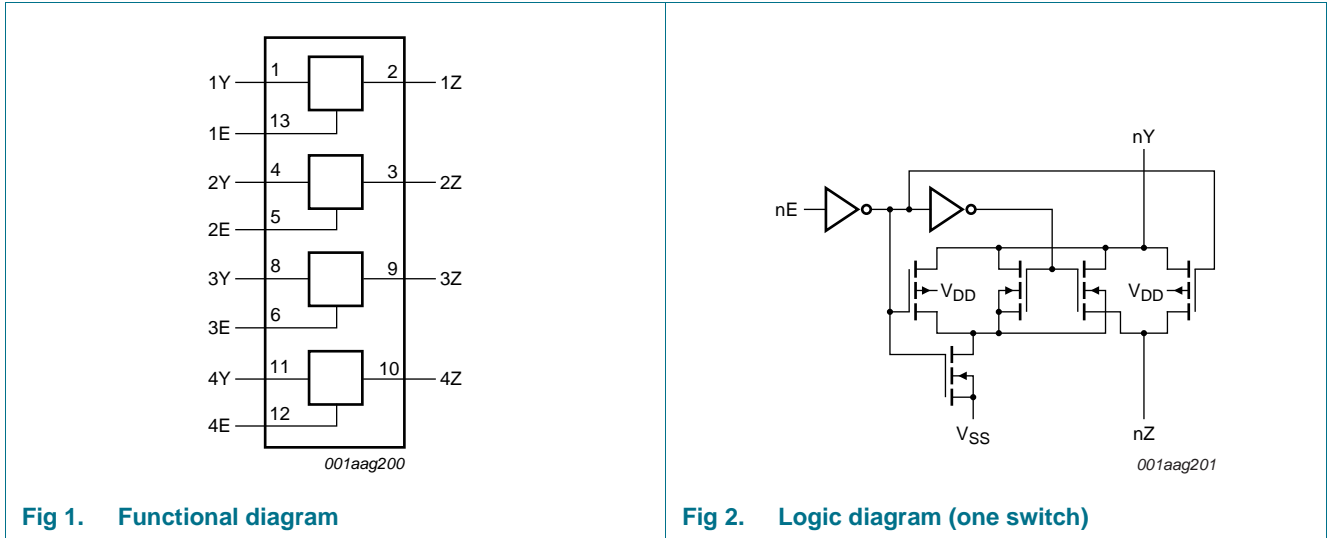 1Y 1 2 1Z
1E 13
2Y 4 3 2Z
2E 5
3Y 8 9 3Z
3E 6
4Y 11 10 4Z
4E 12
001aag200
Fig 1. Functional diagram
nY
nE
VDD VDD
VSS nZ
001aag201
Fig 2. Logic diagram (one switch)